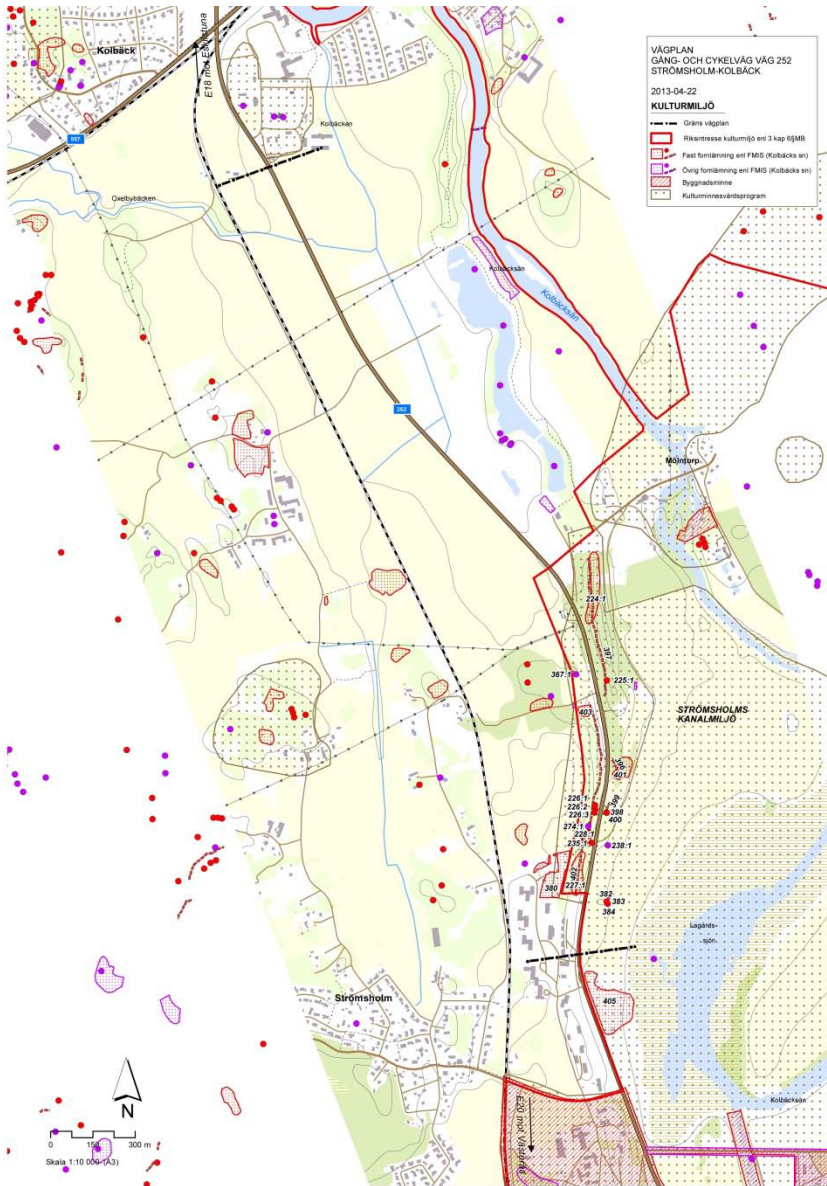 VÄGPLAN
GÅNG- OCH CYKELVÄG VÄG 252
STRÖMSHOLM-KOLBÄCK
2013-04-22
KULTURMILJÖ
Gräns vägplan
Riksintresse kulturmiljö enl 3 kap 6§MB
Fast fornlämning enl FMIS (Kolbäcks sn)
Övrig fornlämning enl FMIS (Kolbäcks sn)
Byggnadsminne
Kulturminnesvårdsprogram
Kolbäck
E18 mot Eskilstuna
557
Kolbäcken
Oxelbybäcken
Kolbäcksån
Kolbäcksån
252
Mölntorp
224:1
397
367:1
225:1
403
STRÖMSHOLMS
KANALMILJÖ
396
401
399
226:1
226:2
226:3
398
400
274:1
228:1
235:1
238:1
402
380
227:1
382
383
384
Lagårds-
sjön
405
Strömsholm
E20 mot Västerås
Kolbäcksån
N
0 150 300 m
Skala 1:10 000 (A3)